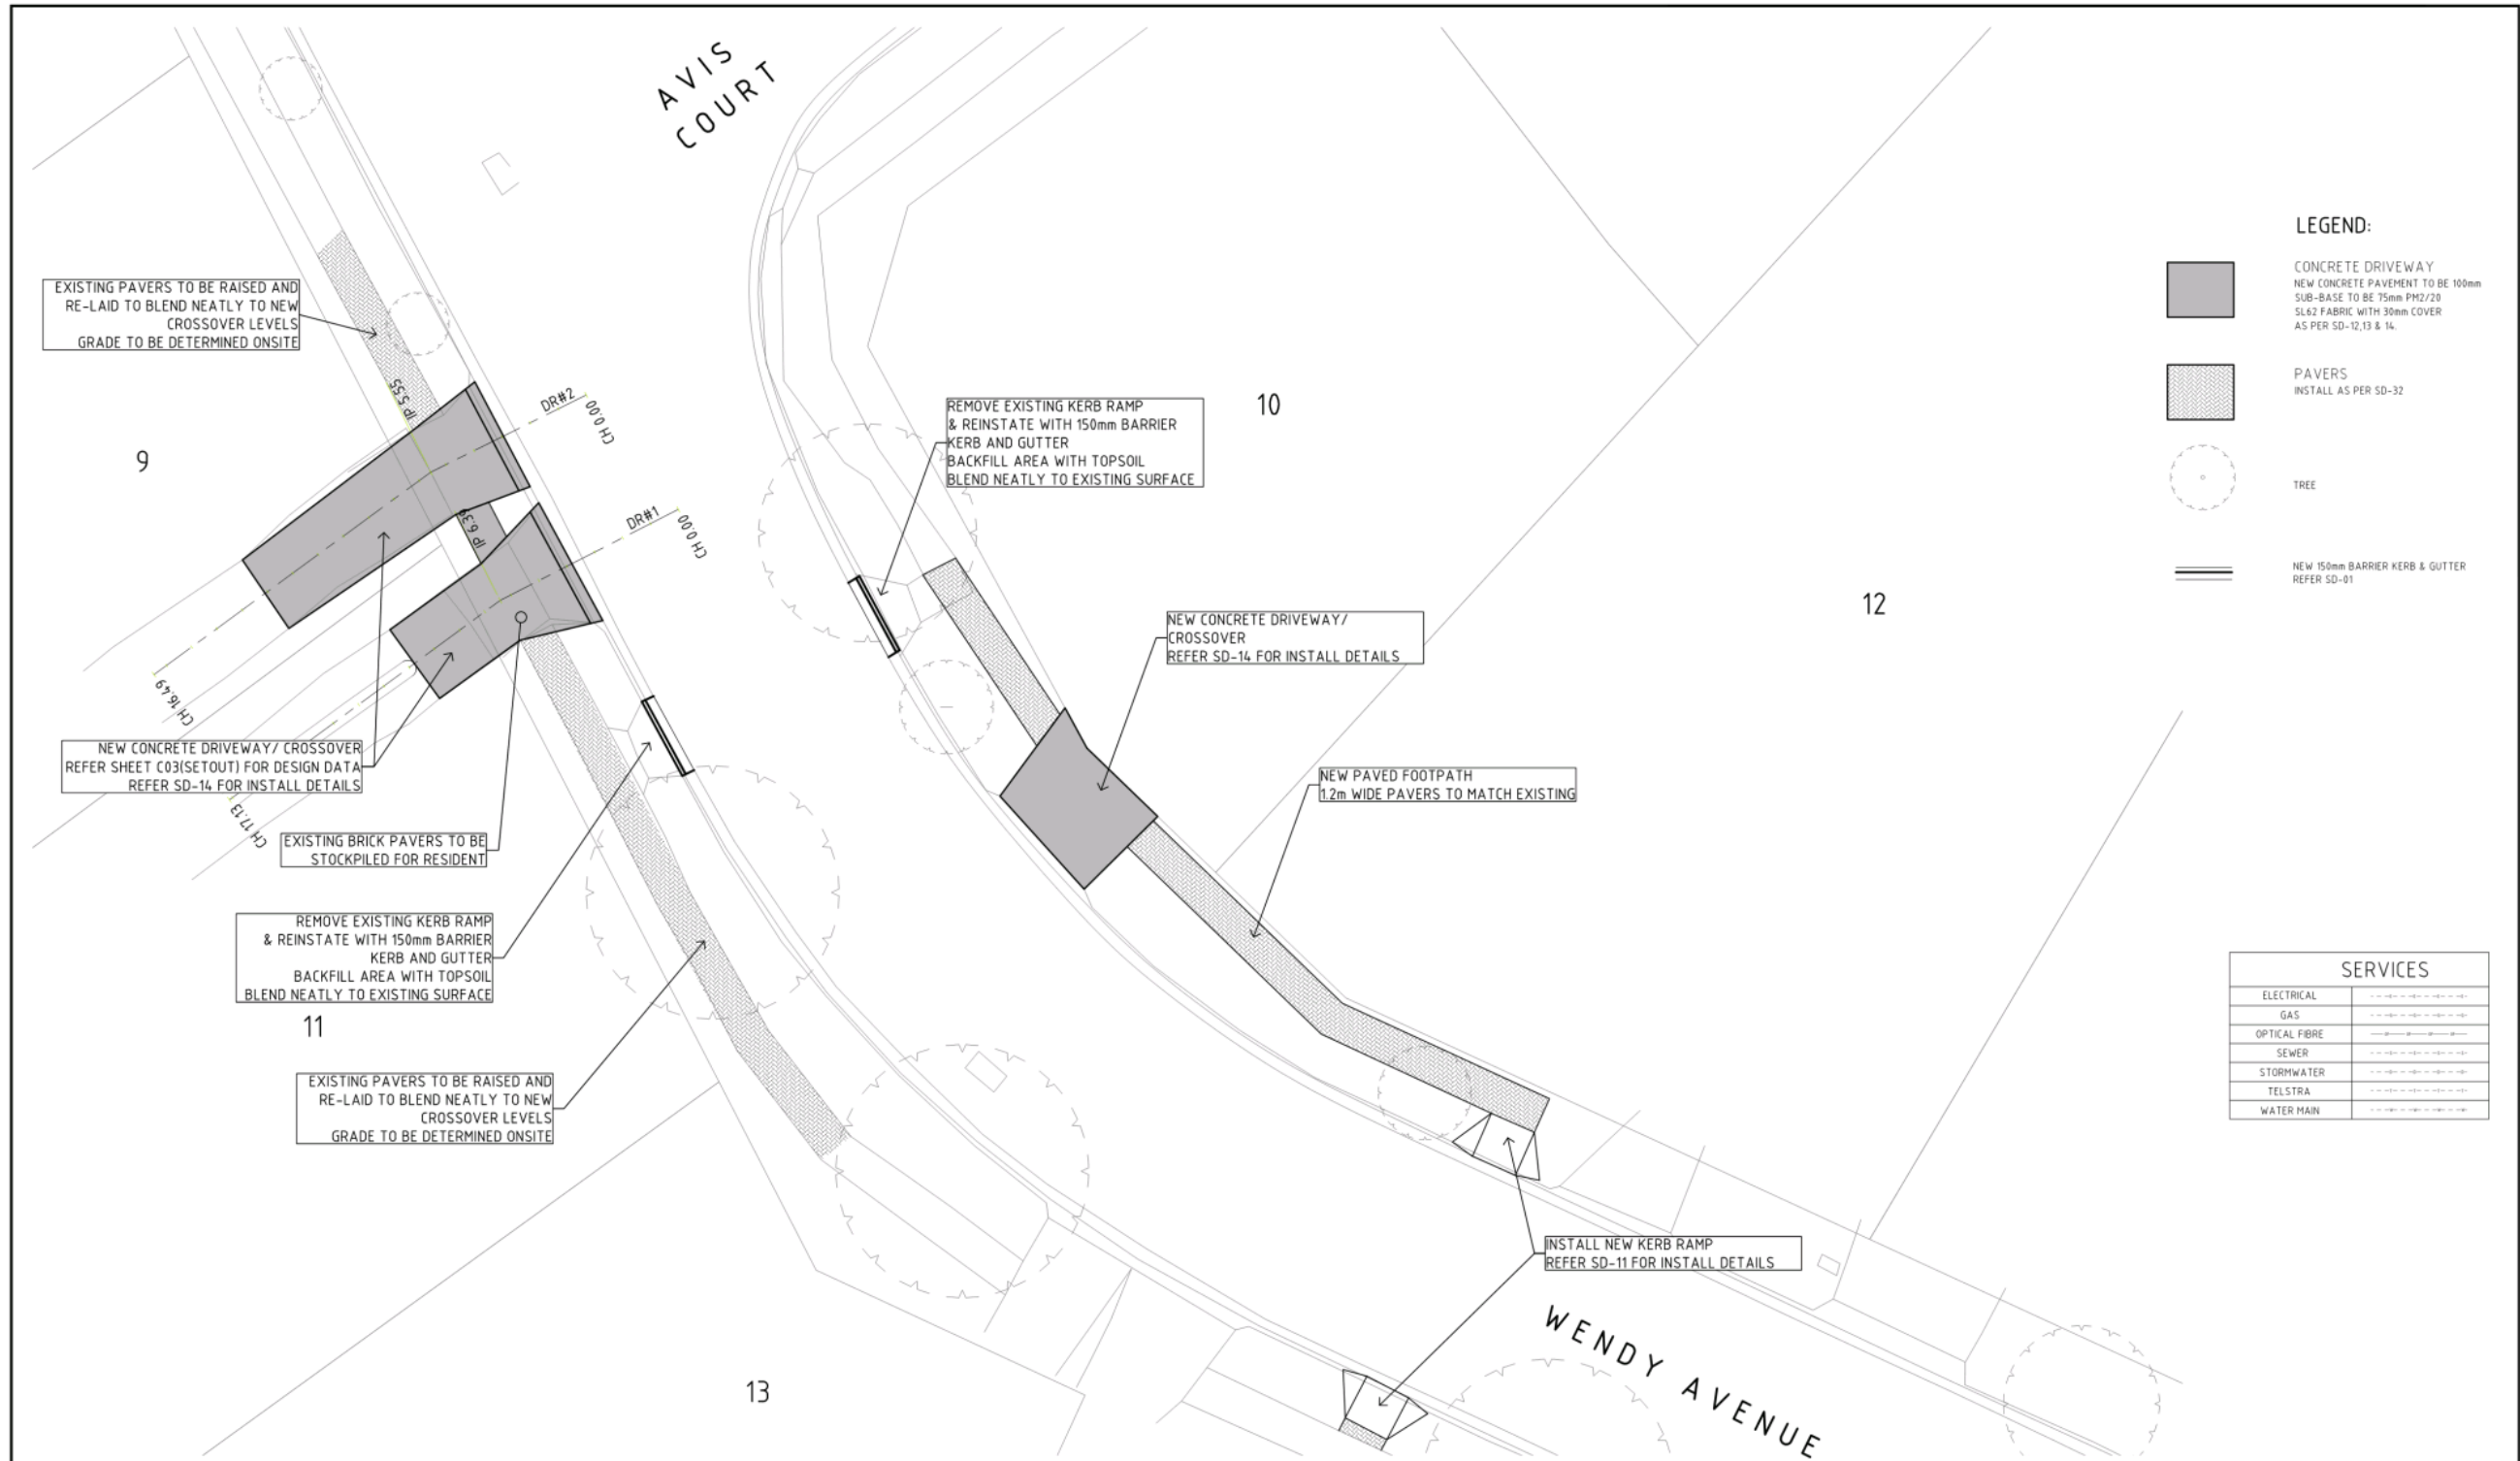 AVIS
COURT
EXISTING PAVERS TO BE RAISED AND
RE-LAID TO BLEND NEATLY TO NEW
CROSSOVER LEVELS
GRADE TO BE DETERMINED ONSITE
IP 5.55
DR#2
CH 0.00
9
IP 6.39
DR#1
CH 0.00
CH 16.49
NEW CONCRETE DRIVEWAY/ CROSSOVER
REFER SHEET C03(SETOUT) FOR DESIGN DATA
REFER SD-14 FOR INSTALL DETAILS
CH 17.13
EXISTING BRICK PAVERS TO BE
STOCKPILED FOR RESIDENT
REMOVE EXISTING KERB RAMP
& REINSTATE WITH 150mm BARRIER
KERB AND GUTTER
BACKFILL AREA WITH TOPSOIL
BLEND NEATLY TO EXISTING SURFACE
11
EXISTING PAVERS TO BE RAISED AND
RE-LAID TO BLEND NEATLY TO NEW
CROSSOVER LEVELS
GRADE TO BE DETERMINED ONSITE
13
REMOVE EXISTING KERB RAMP
& REINSTATE WITH 150mm BARRIER
KERB AND GUTTER
BACKFILL AREA WITH TOPSOIL
BLEND NEATLY TO EXISTING SURFACE
10
NEW CONCRETE DRIVEWAY/
CROSSOVER
REFER SD-14 FOR INSTALL DETAILS
12
NEW PAVED FOOTPATH
1.2m WIDE PAVERS TO MATCH EXISTING
INSTALL NEW KERB RAMP
REFER SD-11 FOR INSTALL DETAILS
WENDY AVENUE
LEGEND:
CONCRETE DRIVEWAY
NEW CONCRETE PAVEMENT TO BE 100mm
SUB-BASE TO BE 75mm PM2/20
SL62 FABRIC WITH 30mm COVER
AS PER SD-12,13 & 14.
PAVERS
INSTALL AS PER SD-32
TREE
NEW 150mm BARRIER KERB & GUTTER
REFER SD-01
SERVICES
ELECTRICAL
GAS
OPTICAL FIBRE
SEWER
STORMWATER
TELSTRA
WATER MAIN